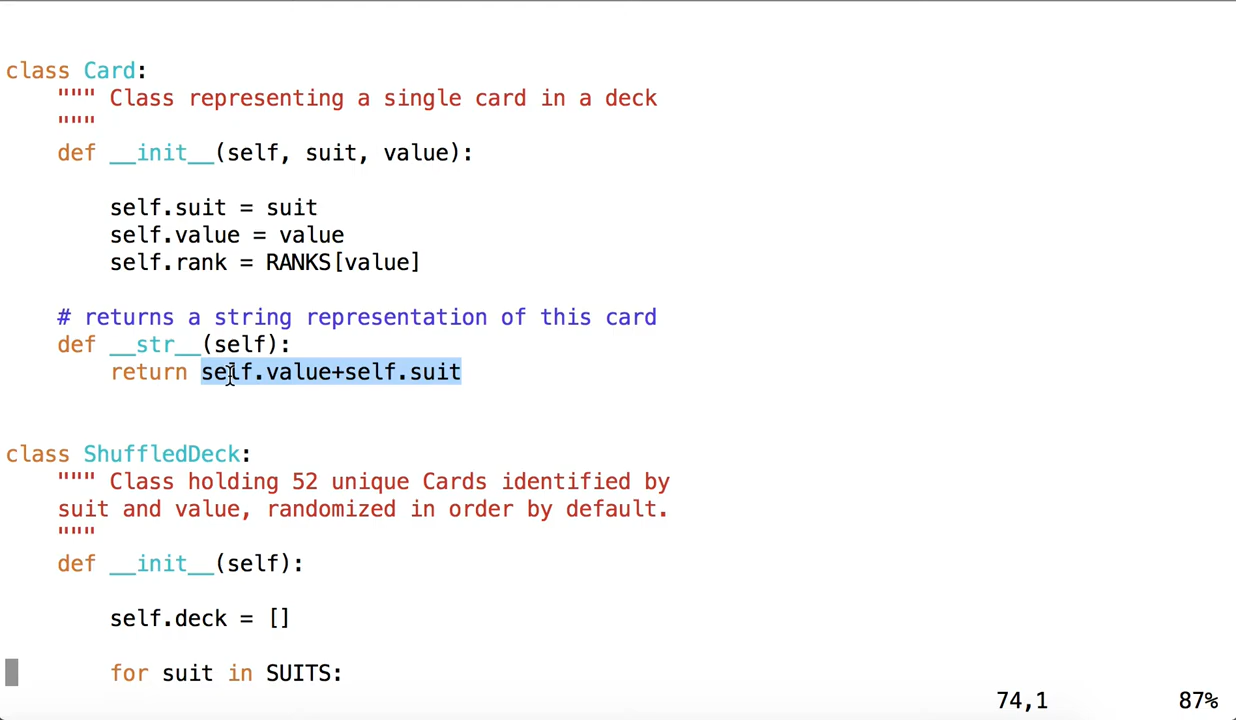 class Card:
    """ Class representing a single card in a deck
    """
    def __init__(self, suit, value):
        self.suit = suit
        self.value = value
        self.rank = RANKS[value]
    # returns a string representation of this card
    def __str__(self):
        return self.value+self.suit
class ShuffledDeck:
    """ Class holding 52 unique Cards identified by
    suit and value, randomized in order by default.
    """
    def __init__(self):
        self.deck = []
        for suit in SUITS:
74,1 87%